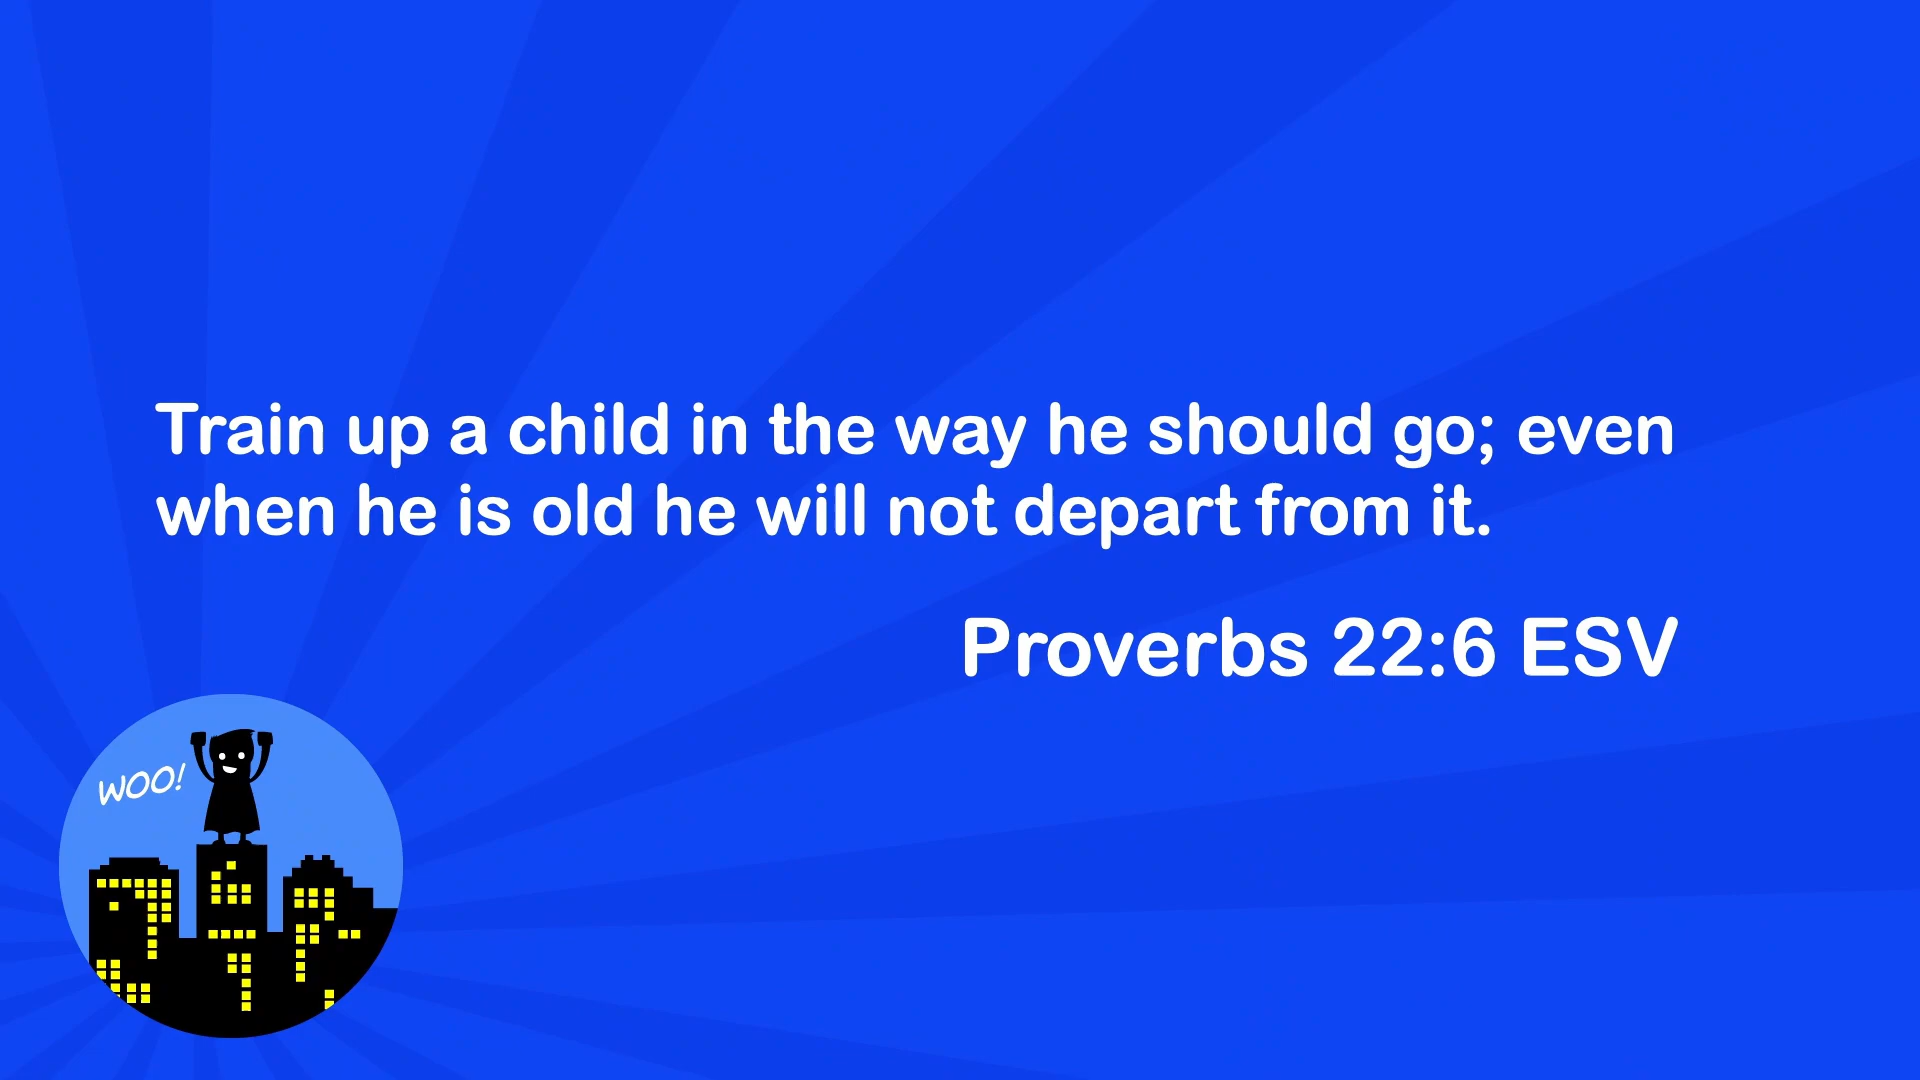 Train up a child in the way he should go; even
when he is old he will not depart from it.
Proverbs 22:6 ESV
WOO!